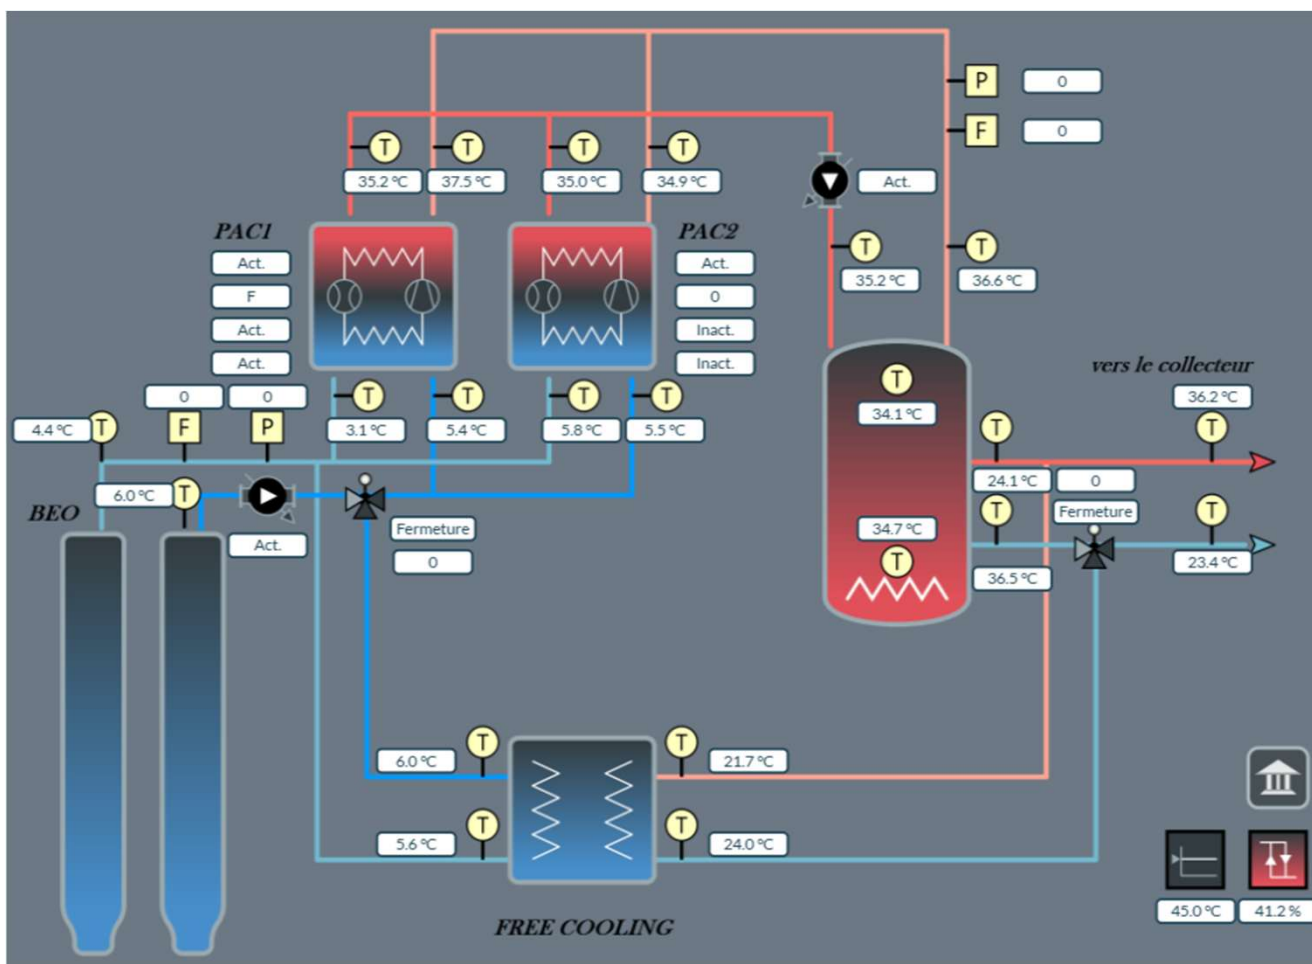 P
0
F
0
T
T
T
T
35.2 °C
37.5 °C
35.0 °C
34.9 °C
Act.
PAC1
PAC2
Act.
Act.
T
T
F
0
35.2 °C
36.6 °C
Act.
Inact.
Act.
Inact.
vers le collecteur
T
34.1 °C
36.2 °C
0
0
T
T
T
T
4.4 °C
T
F
P
3.1 °C
5.4 °C
5.8 °C
5.5 °C
T
T
24.1 °C
0
6.0 °C
T
BEO
Fermeture
0
Act.
34.7 °C
T
T
Fermeture
T
36.5 °C
23.4 °C
T
T
6.0 °C
21.7 °C
T
T
5.6 °C
24.0 °C
45.0 °C
41.2 %
FREE COOLING